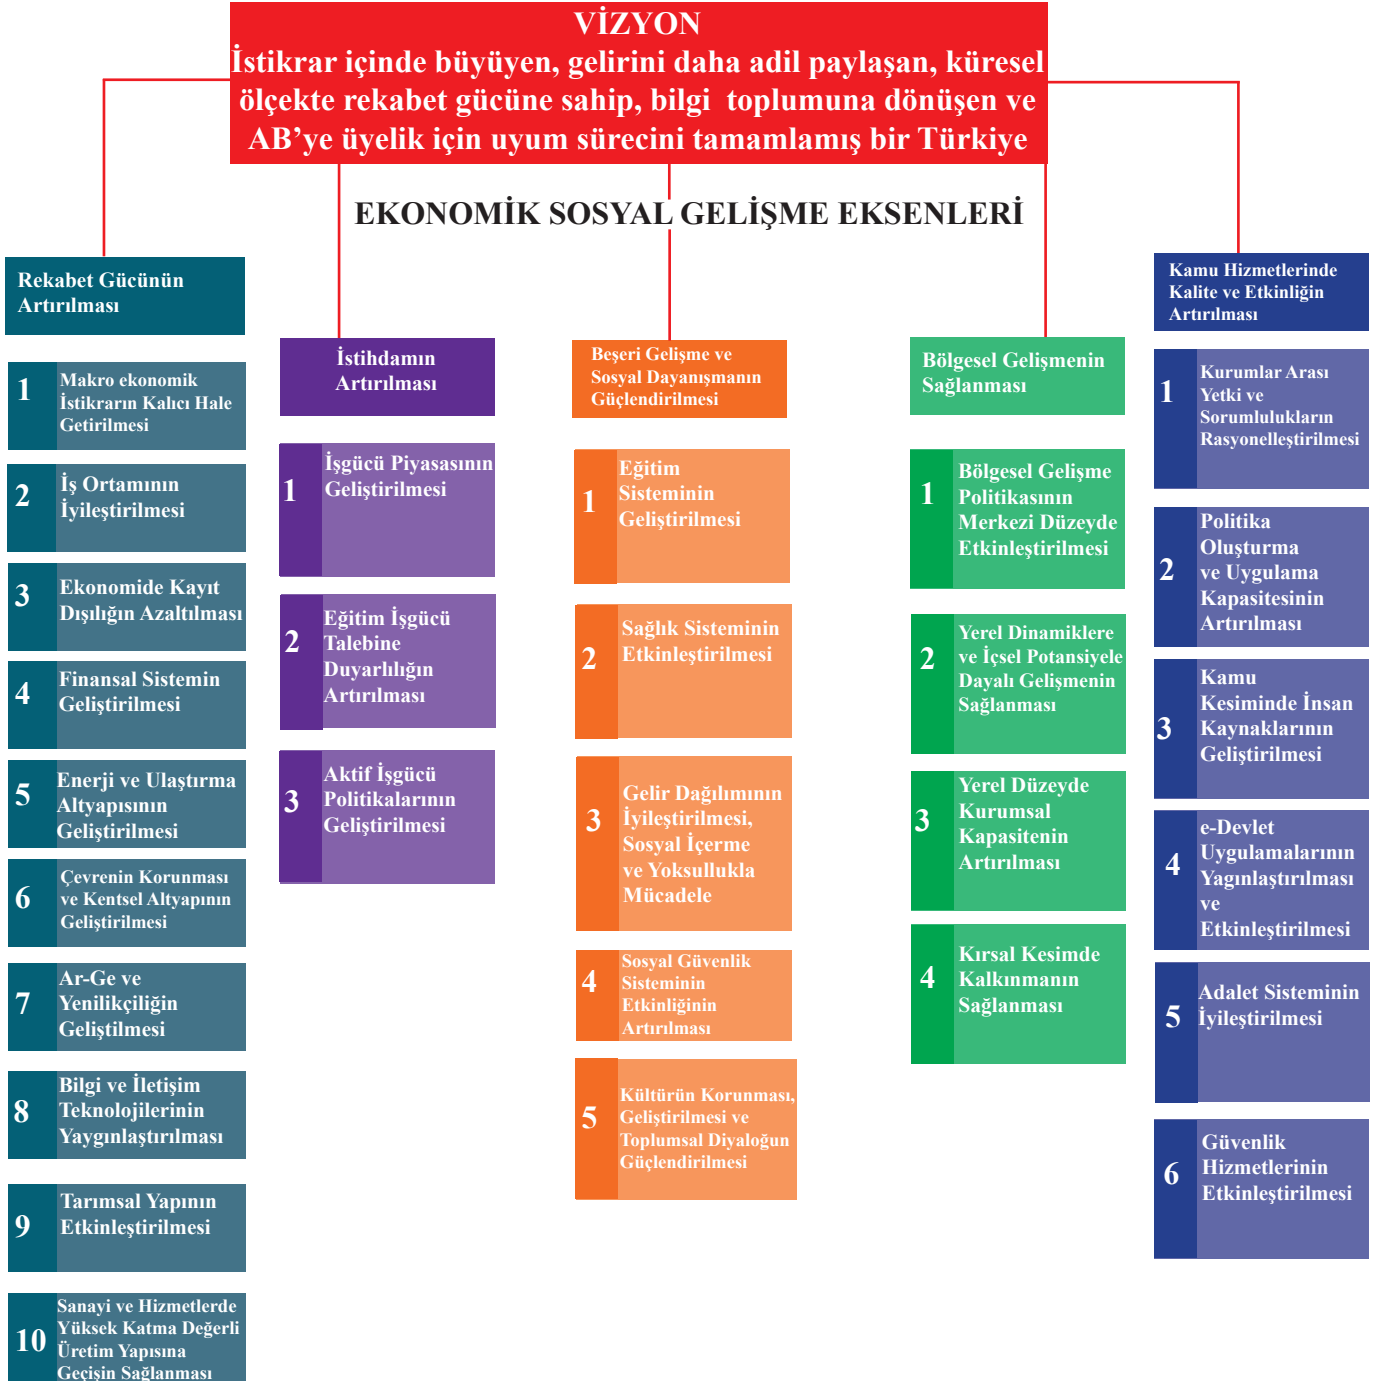 VİZYON
İstikrar içinde büyüyen, gelirini daha adil paylaşan, küresel
ölçekte rekabet gücüne sahip, bilgi toplumuna dönüşen ve
AB'ye üyelik için uyum sürecini tamamlamış bir Türkiye
EKONOMİK SOSYAL GELİŞME EKSENLERİ
Rekabet Gücünün
Artırılması
1
Makro ekonomik
İstikrarın Kalıcı Hale
Getirilmesi
2
İş Ortamının
İyileştirilmesi
3
Ekonomide Kayıt
Dışılığın Azaltılması
4
Finansal Sistemin
Geliştirilmesi
5
Enerji ve Ulaştırma
Altyapısının
Geliştirilmesi
6
Çevrenin Korunması
ve Kentsel Altyapının
Geliştirilmesi
7
Ar-Ge ve
Yenilikçiliğin
Geliştilmesi
8
Bilgi ve İletişim
Teknolojilerinin
Yaygınlaştırılması
9
Tarımsal Yapının
Etkinleştirilmesi
10
Sanayi ve Hizmetlerde
Yüksek Katma Değerli
Üretim Yapısına
Geçişin Sağlanması
İstihdamın
Artırılması
1
İşgücü Piyasasının
Geliştirilmesi
2
Eğitim İşgücü
Talebine
Duyarlılığın
Artırılması
3
Aktif İşgücü
Politikalarının
Geliştirilmesi
Beşeri Gelişme ve
Sosyal Dayanışmanın
Güçlendirilmesi
1
Eğitim
Sisteminin
Geliştirilmesi
2
Sağlık Sisteminin
Etkinleştirilmesi
3
Gelir Dağılımının
İyileştirilmesi,
Sosyal İçerme
ve Yoksullukla
Mücadele
4
Sosyal Güvenlik
Sisteminin
Etkinliğinin
Artırılması
5
Kültürün Korunması,
Geliştirilmesi ve
Toplumsal Diyaloğun
Güçlendirilmesi
Bölgesel Gelişmenin
Sağlanması
1
Bölgesel Gelişme
Politikasının
Merkezi Düzeyde
Etkinleştirilmesi
2
Yerel Dinamiklere
ve İçsel Potansiyele
Dayalı Gelişmenin
Sağlanması
3
Yerel Düzeyde
Kurumsal
Kapasitenin
Artırılması
4
Kırsal Kesimde
Kalkınmanın
Sağlanması
Kamu Hizmetlerinde
Kalite ve Etkinliğin
Artırılması
1
Kurumlar Arası
Yetki ve
Sorumlulukların
Rasyonelleştirilmesi
2
Politika
Oluşturma
ve Uygulama
Kapasitesinin
Artırılması
3
Kamu
Kesiminde İnsan
Kaynaklarının
Geliştirilmesi
4
e-Devlet
Uygulamalarının
Yagınlaştırılması
ve
Etkinleştirilmesi
5
Adalet Sisteminin
İyileştirilmesi
6
Güvenlik
Hizmetlerinin
Etkinleştirilmesi